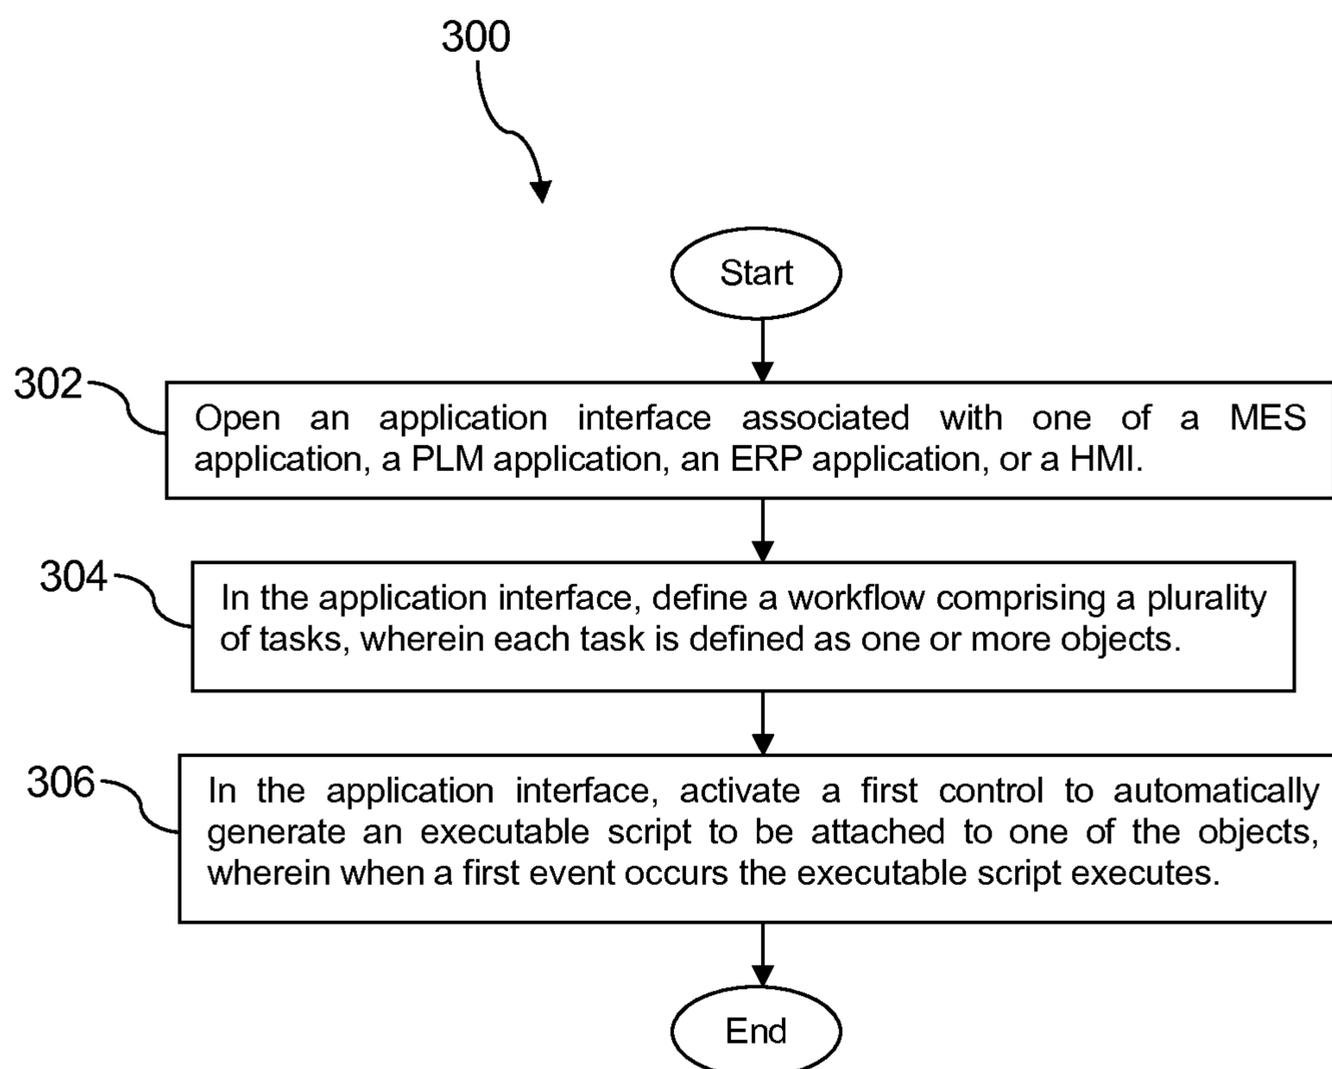 300
Start
302
Open an application interface associated with one of a MES
application, a PLM application, an ERP application, or a HMI.
304
In the application interface, define a workflow comprising a plurality
of tasks, wherein each task is defined as one or more objects.
306
In the application interface, activate a first control to automatically
generate an executable script to be attached to one of the objects,
wherein when a first event occurs the executable script executes.
End